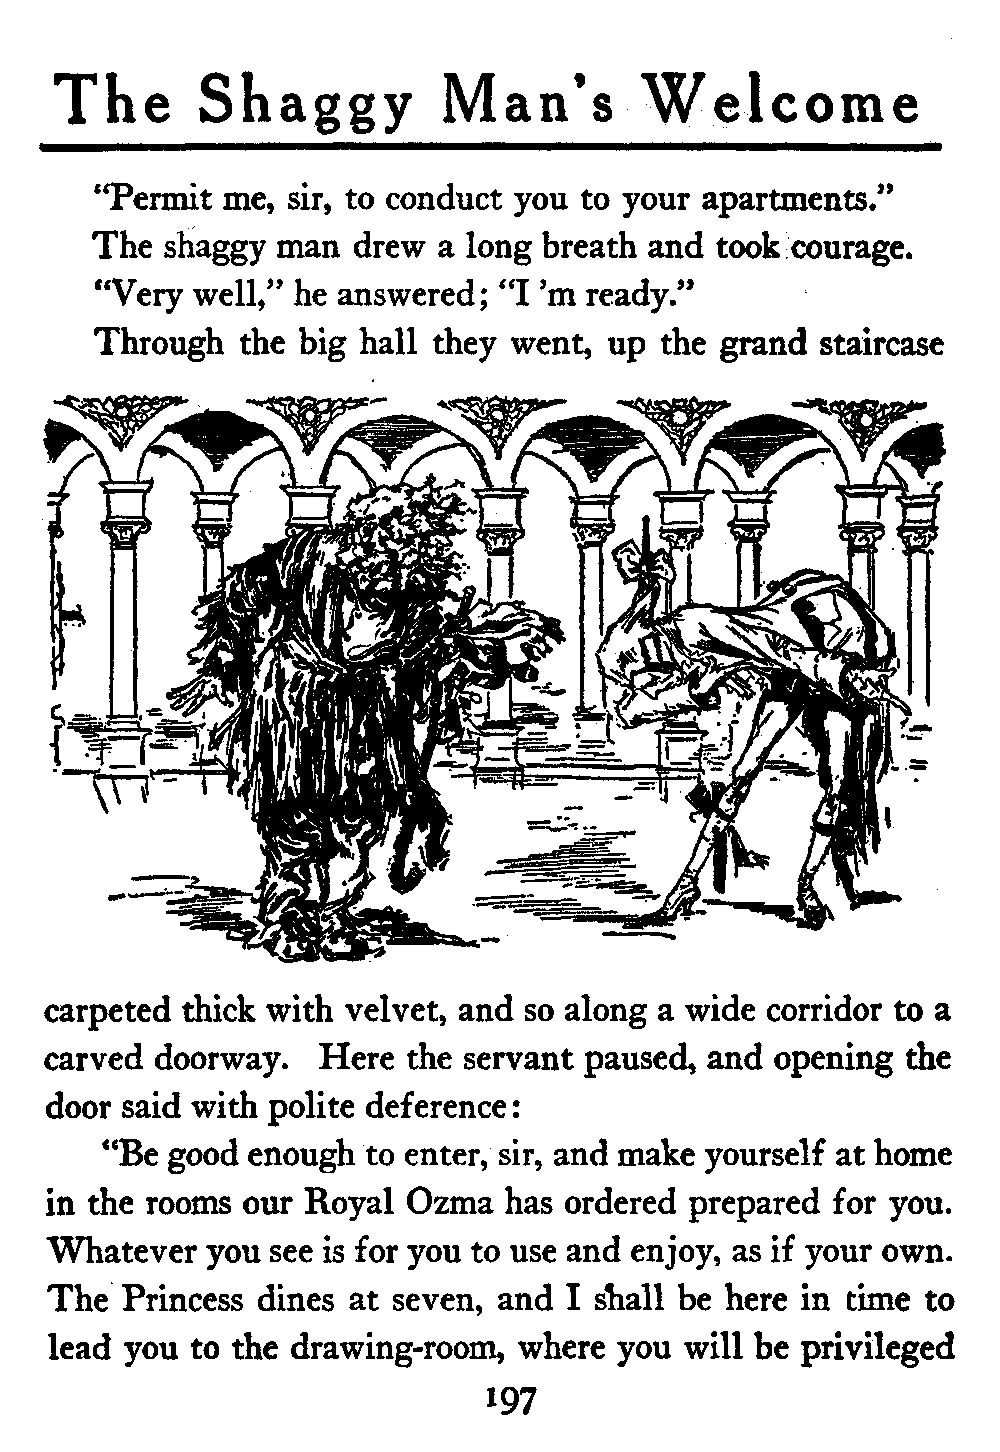 The Shaggy Man's Welcome
“Permit me, sir, to conduct you to your apartments.”
The shaggy man drew a long breath and took courage.
“Very well,” he answered; “I ’m ready.”
Through the big hall they went, up the grand staircase
carpeted thick with velvet, and so along a wide corridor to a
carved doorway. Here the servant paused, and opening the
door said with polite deference:
“Be good enough to enter, sir, and make yourself at home
in the rooms our Royal Ozma has ordered prepared for you.
Whatever you see is for you to use and enjoy, as if your own.
The Princess dines at seven, and I shall be here in time to
lead you to the drawing-room, where you will be privileged
197